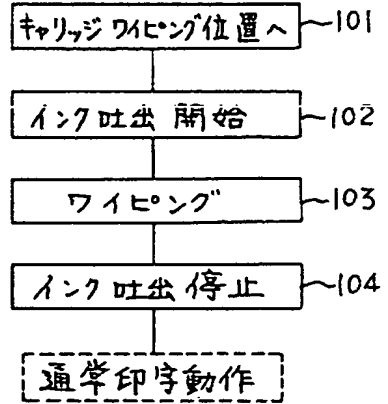 キャリッジ ワイピング位置へ 101
インク吐出 開始 102
ワイピング 103
インク吐出 停止 104
通常印字動作